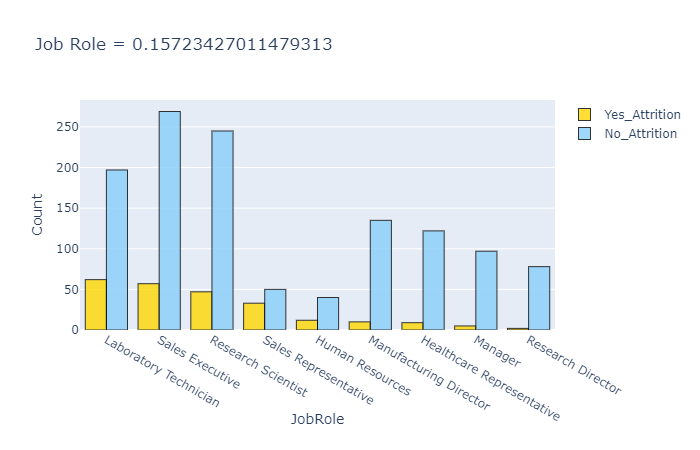 Job Role = 0.15723427011479313
Yes_Attrition
No_Attrition
Count
250
200
150
100
50
0
Laboratory Technician
Sales Executive
Research Scientist
Sales Representative
Human Resources
Manufacturing Director
Healthcare Representative
Manager
Research Director
JobRole